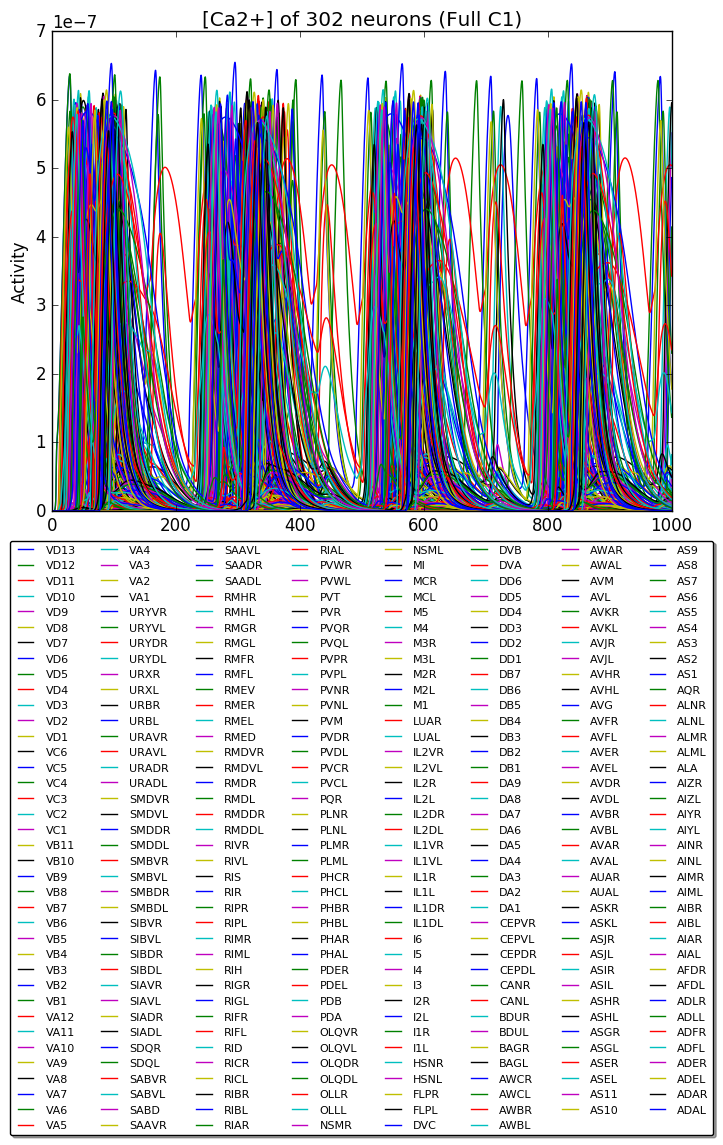 [Ca2+] of 302 neurons (Full C1)
1e−7
7
6
5
4
3
2
1
0
Activity
0 200 400 600 800 1000
VD13 VA4 SAAVL RIAL NSML DVB AWAR AS9
VD12 VA3 SAADR PVWR MI DVA AWAL AS8
VD11 VA2 SAADL PVWL MCR DD6 AVM AS7
VD10 VA1 RMHR PVT MCL DD5 AVL AS6
VD9 URYVR RMHL PVR M5 DD4 AVKR AS5
VD8 URYVL RMGR PVQR M4 DD3 AVKL AS4
VD7 URYDR RMGL PVQL M3R DD2 AVJR AS3
VD6 URYDL RMFR PVPR M3L DD1 AVJL AS2
VD5 URXR RMFL PVPL M2R DB7 AVHR AS1
VD4 URXL RMEV PVNR M2L DB6 AVHL AQR
VD3 URBR RMER PVNL M1 DB5 AVG ALNR
VD2 URBL RMEL PVM LUAR DB4 AVFR ALNL
VD1 URAVR RMED PVDR LUAL DB3 AVFL ALMR
VC6 URAVL RMDVR PVDL IL2VR DB2 AVER ALML
VC5 URADR RMDVL PVCR IL2VL DB1 AVEL ALA
VC4 URADL RMDR PVCL IL2R DA9 AVDR AIZR
VC3 SMDVR RMDL PQR IL2L DA8 AVDL AIZL
VC2 SMDVL RMDDR PLNR IL2DR DA7 AVBR AIYR
VC1 SMDDR RMDDL PLNL IL2DL DA6 AVBL AIYL
VB11 SMDDL RIVR PLMR IL1VR DA5 AVAR AINR
VB10 SMBVR RIVL PLML IL1VL DA4 AVAL AINL
VB9 SMBVL RIS PHCR IL1R DA3 AUAR AIMR
VB8 SMBDR RIR PHCL IL1L DA2 AUAL AIML
VB7 SMBDL RIPR PHBR IL1DR DA1 ASKR AIBR
VB6 SIBVR RIPL PHBL IL1DL CEPVR ASKL AIBL
VB5 SIBVL RIMR PHAR I6 CEPVL ASJR AIAR
VB4 SIBDR RIML PHAL I5 CEPDR ASJL AIAL
VB3 SIBDL RIH PDER I4 CEPDL ASIR AFDR
VB2 SIAVR RIGR PDEL I3 CANR ASIL AFDL
VB1 SIAVL RIGL PDB I2R CANL ASHR ADLR
VA12 SIADR RIFR PDA I2L BDUR ASHL ADLL
VA11 SIADL RIFL OLQVR I1R BDUL ASGR ADFR
VA10 SDQR RID OLQVL I1L BAGR ASGL ADFL
VA9 SDQL RICR OLQDR HSNR BAGL ASER ADER
VA8 SABVR RICL OLQDL HSNL AWCR ASEL ADEL
VA7 SABVL RIBR OLLR FLPR AWCL AS11 ADAR
VA6 SABD RIBL OLLL FLPL AWBR AS10 ADAL
VA5 SAAVR RIAR NSMR DVC AWBL